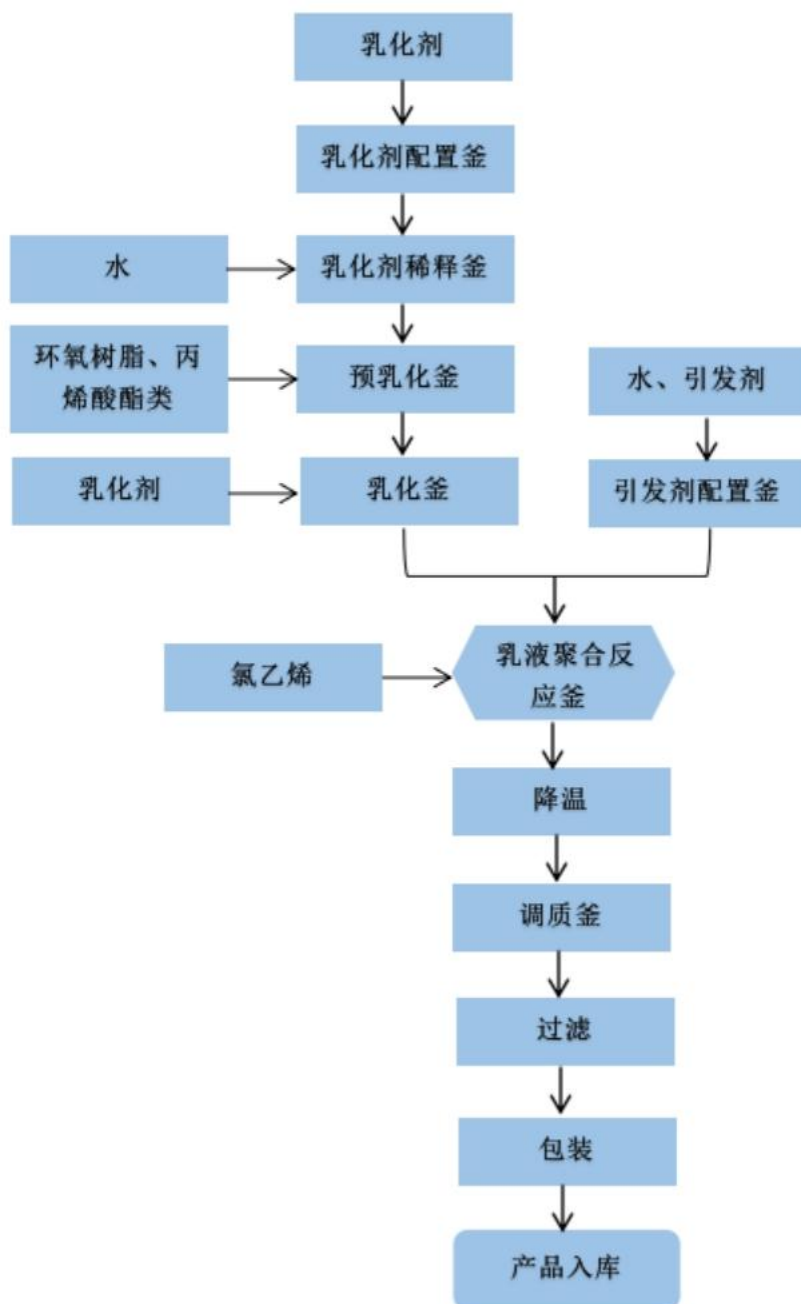 乳化剂
乳化剂配置釜
水
乳化剂稀释釜
环氧树脂、丙
烯酸酯类
预乳化釜
水、引发剂
乳化剂
乳化釜
引发剂配置釜
氯乙烯
乳液聚合反
应釜
降温
调质釜
过滤
包装
产品入库